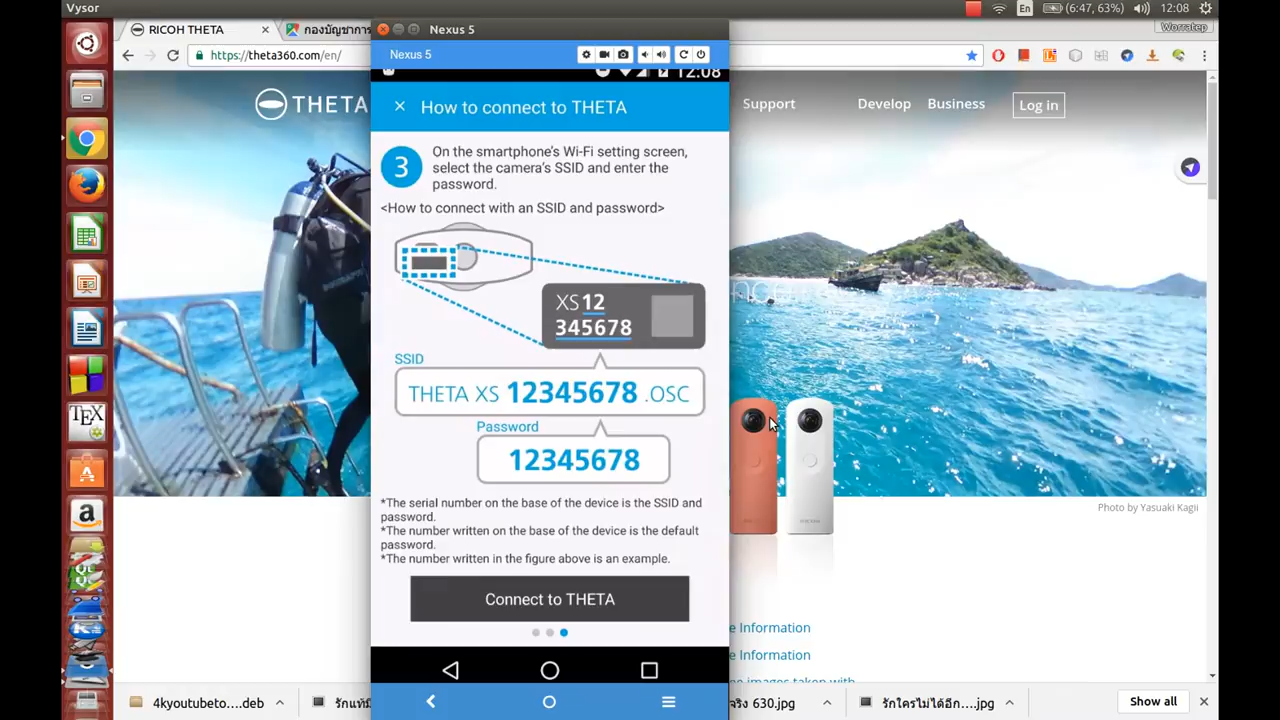 Vysor
En
(6:47, 63%)
12:08
RICOH THETA
กองบัญชาการ
Nexus 5
Worratep
Nexus 5
https://theta360.com/en/
12:08
THETA
Support
Develop
Business
Log in
How to connect to THETA
3
On the smartphone's Wi-Fi setting screen,
select the camera's SSID and enter the
password.
<How to connect with an SSID and password>
XS 12
345678
SSID
THETA XS 12345678 .OSC
Password
12345678
*The serial number on the base of the device is the SSID and
password.
*The number written on the base of the device is the default
password.
*The number written in the figure above is an example.
Connect to THETA
Photo by Yasuaki Kagii
e Information
e Information
TEX
4kyoutubeto....deb
รักแท้มี
จริง 630.jpg
รักใครไม่ได้อีก....jpg
Show all